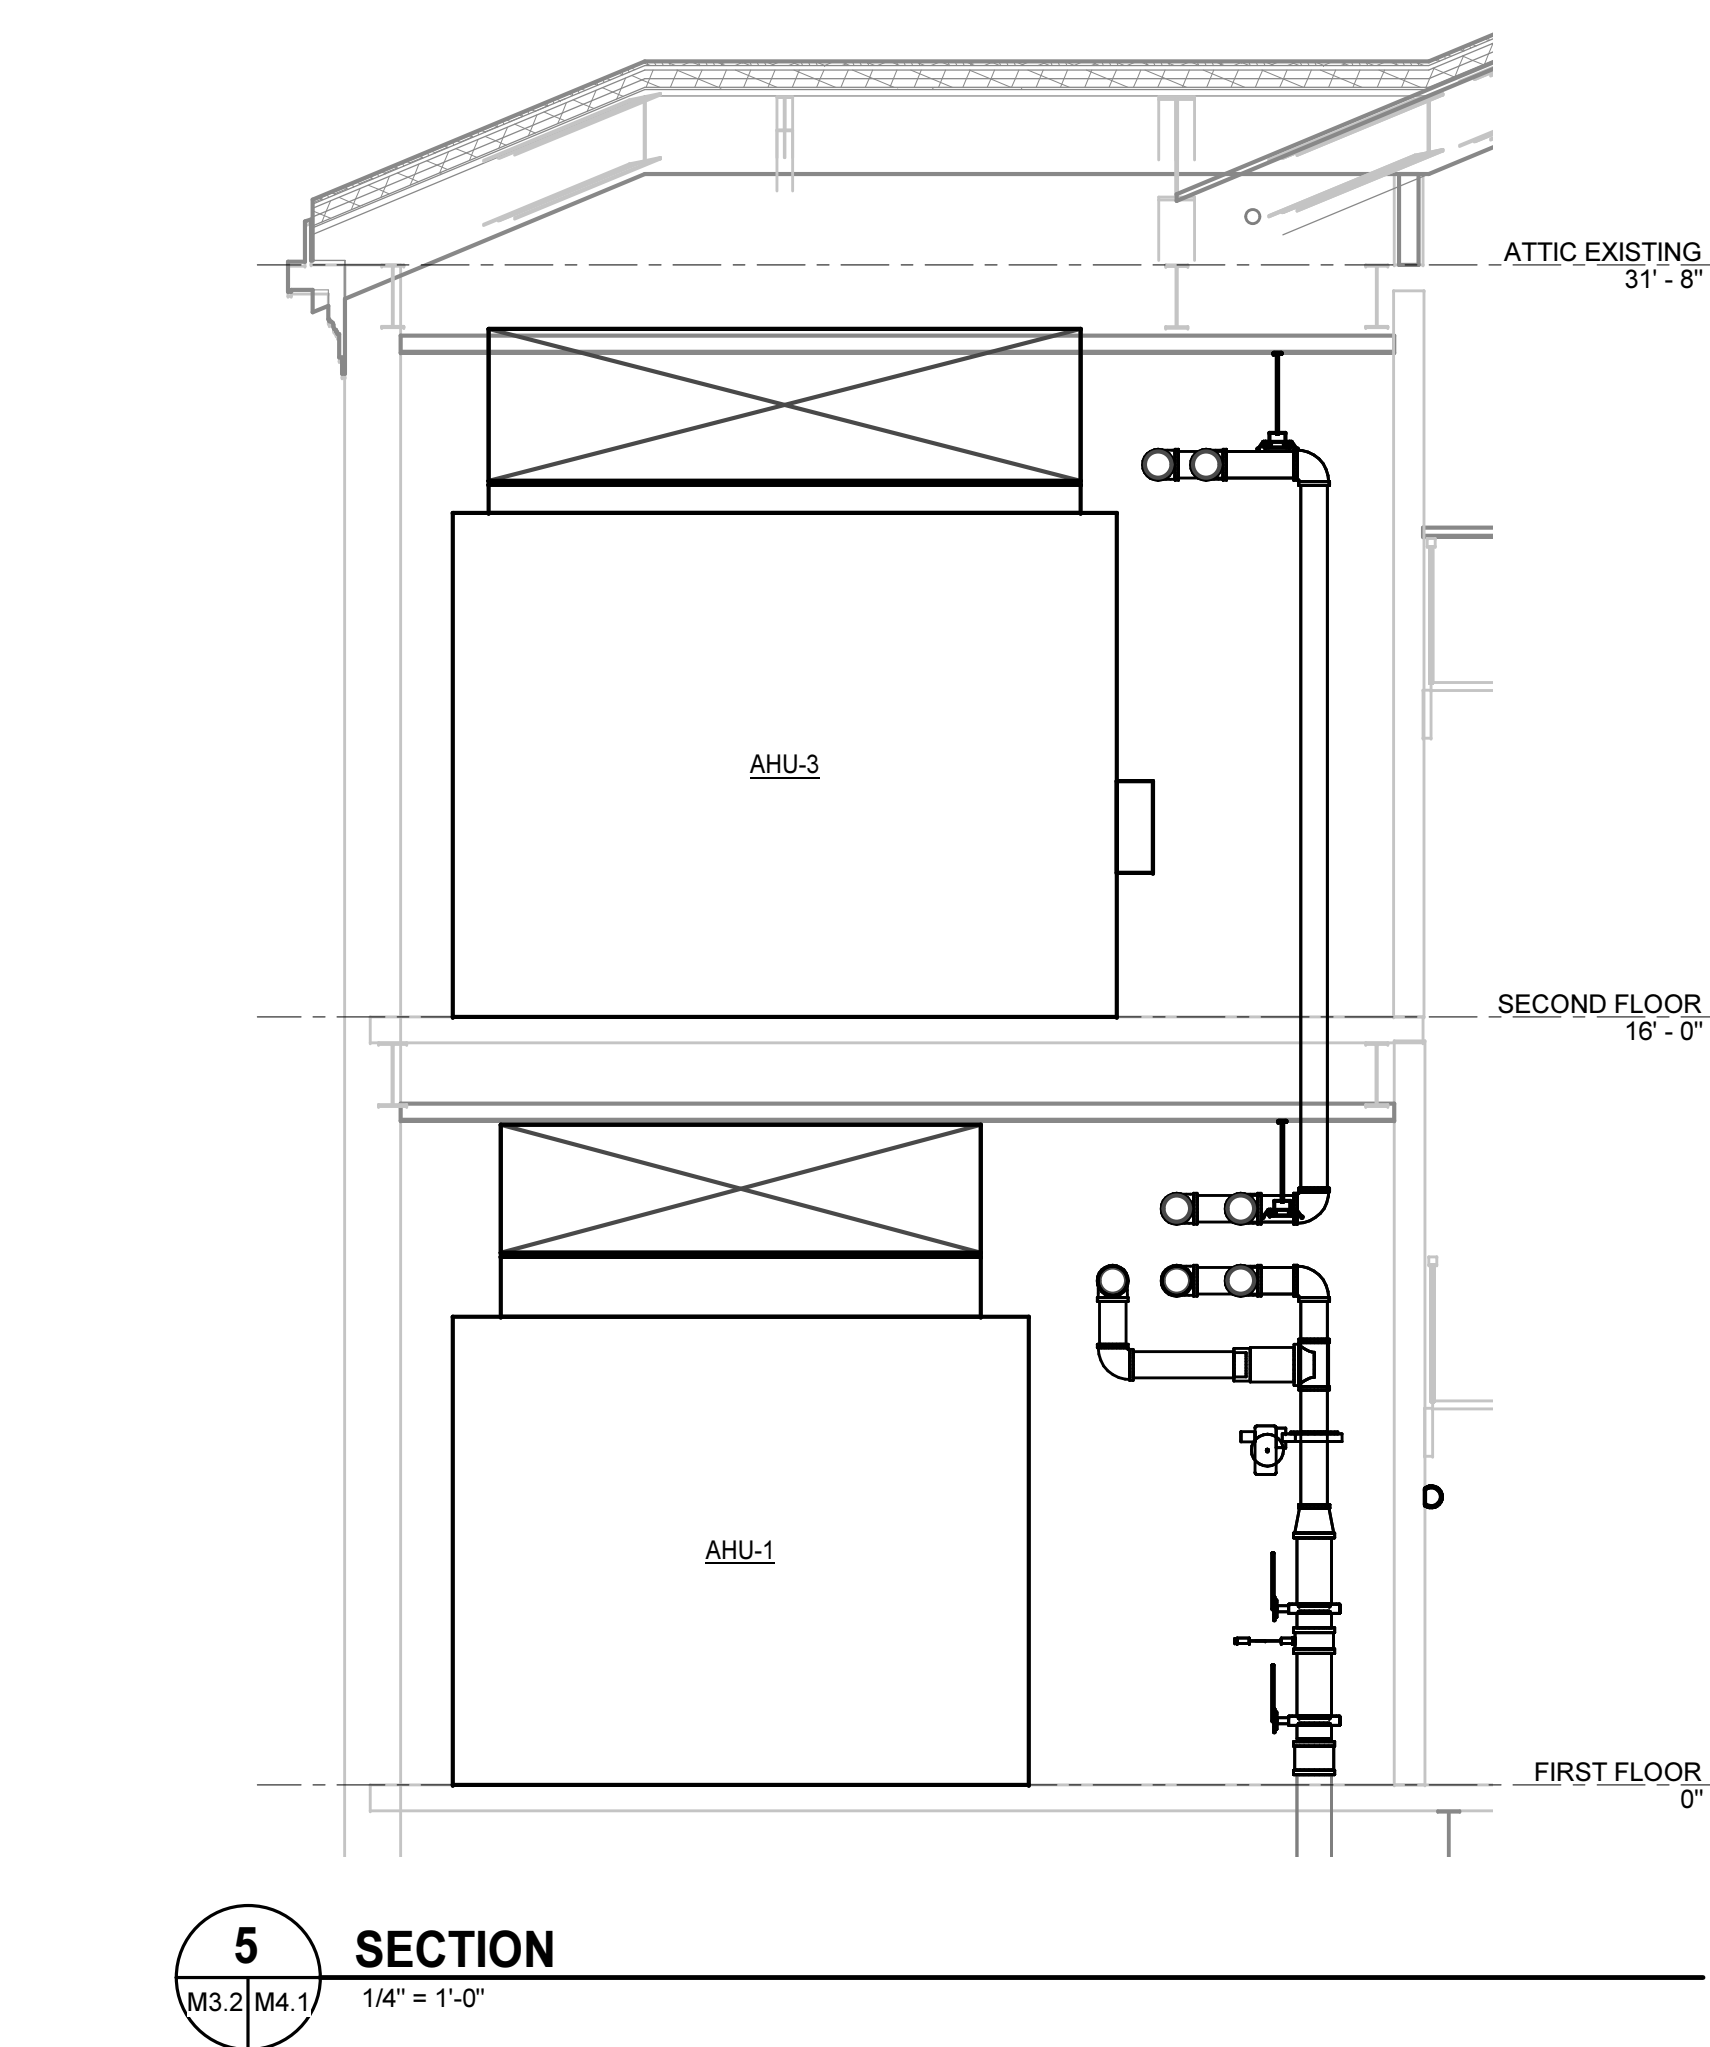 ATTIC EXISTING
31' - 8"
AHU-3
SECOND FLOOR
16' - 0"
AHU-1
FIRST FLOOR
0"
5
SECTION
M3.2 M4.1
1/4" = 1'-0"